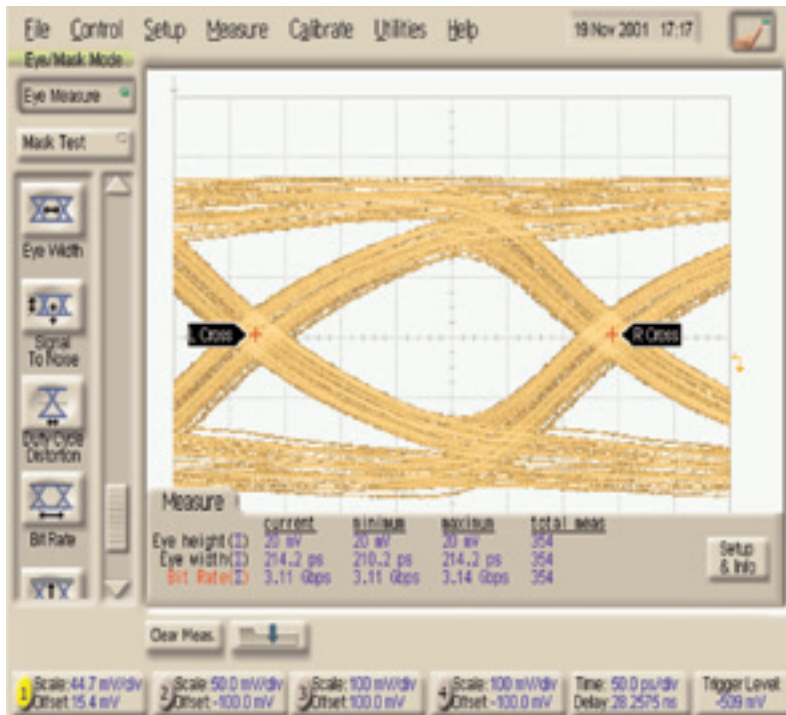 File Control Setup Measure Calibrate Utilities Help 19 Nov 2001 17:17
Eye/Mask Mode
Eye Measure
Mask Test
Eye Width
Signal
To Noise
Duty Cycle
Distortion
Bit Rate
L Cross
R Cross
Measure
current minimum maximum total meas
Eye height(Σ) 20 mV 20 mV 20 mV 354
Eye width(Σ) 214.2 ps 210.2 ps 214.2 ps 354
Bit Rate(Σ) 3.11 Gbps 3.11 Gbps 3.14 Gbps 354
Setup
& Info
Clear Meas.
1 Scale: 44.7 mV/div
Offset: 15.4 mV
2 Scale: 50.0 mV/div
Offset: -100.0 mV
3 Scale: 100 mV/div
Offset: 100.0 mV
4 Scale: 100 mV/div
Offset: -100.0 mV
Time: 50.0 ps/div
Delay: 28.2575 ns
Trigger Level
-509 mV